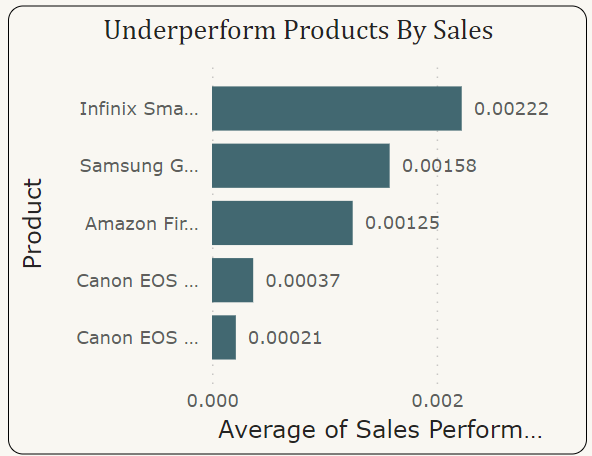 Underperform Products By Sales
Product
Infinix Sma... 0.00222
Samsung G... 0.00158
Amazon Fir... 0.00125
Canon EOS ... 0.00037
Canon EOS ... 0.00021
0.000 0.002
Average of Sales Perform...